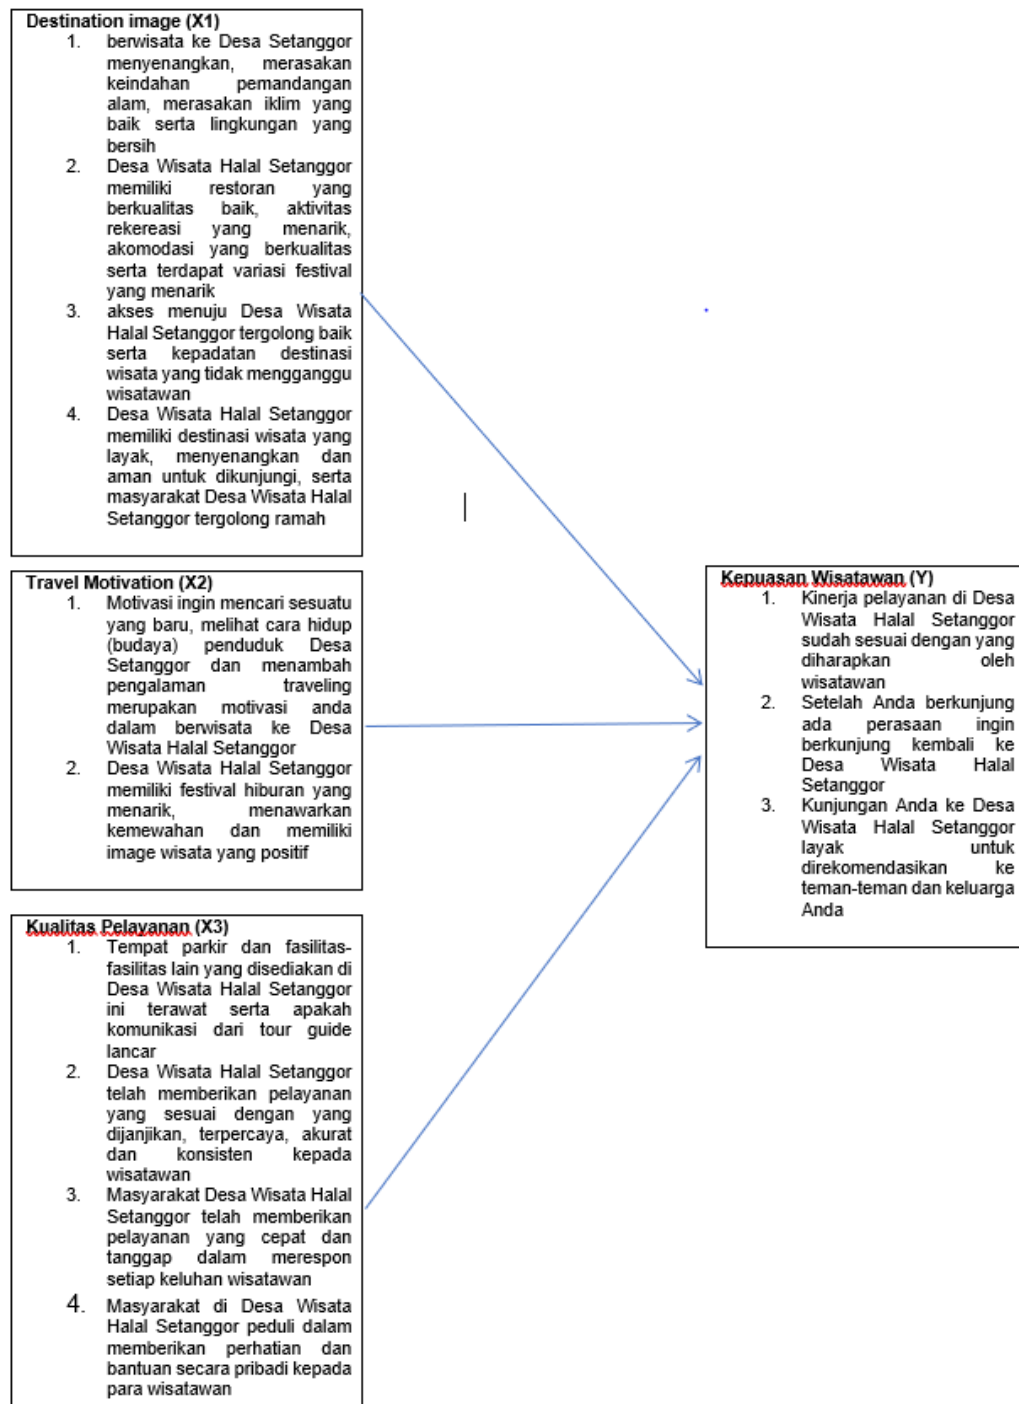 Destination image (X1)
1. berwisata ke Desa Setanggor
menyenangkan, merasakan
keindahan pemandangan
alam, merasakan iklim yang
baik serta lingkungan yang
bersih
2. Desa Wisata Halal Setanggor
memiliki restoran yang
berkualitas baik, aktivitas
rekereasi yang menarik,
akomodasi yang berkualitas
serta terdapat variasi festival
yang menarik
3. akses menuju Desa Wisata
Halal Setanggor tergolong baik
serta kepadatan destinasi
wisata yang tidak mengganggu
wisatawan
4. Desa Wisata Halal Setanggor
memiliki destinasi wisata yang
layak, menyenangkan dan
aman untuk dikunjungi, serta
masyarakat Desa Wisata Halal
Setanggor tergolong ramah
Travel Motivation (X2)
1. Motivasi ingin mencari sesuatu
yang baru, melihat cara hidup
(budaya) penduduk Desa
Setanggor dan menambah
pengalaman traveling
merupakan motivasi anda
dalam berwisata ke Desa
Wisata Halal Setanggor
2. Desa Wisata Halal Setanggor
memiliki festival hiburan yang
menarik, menawarkan
kemewahan dan memiliki
image wisata yang positif
Kualitas Pelayanan (X3)
1. Tempat parkir dan fasilitas-
fasilitas lain yang disediakan di
Desa Wisata Halal Setanggor
ini terawat serta apakah
komunikasi dari tour guide
lancar
2. Desa Wisata Halal Setanggor
telah memberikan pelayanan
yang sesuai dengan yang
dijanjikan, terpercaya, akurat
dan konsisten kepada
wisatawan
3. Masyarakat Desa Wisata Halal
Setanggor telah memberikan
pelayanan yang cepat dan
tanggap dalam merespon
setiap keluhan wisatawan
4. Masyarakat di Desa Wisata
Halal Setanggor peduli dalam
memberikan perhatian dan
bantuan secara pribadi kepada
para wisatawan
Kepuasan Wisatawan (Y)
1. Kinerja pelayanan di Desa
Wisata Halal Setanggor
sudah sesuai dengan yang
diharapkan oleh
wisatawan
2. Setelah Anda berkunjung
ada perasaan ingin
berkunjung kembali ke
Desa Wisata Halal
Setanggor
3. Kunjungan Anda ke Desa
Wisata Halal Setanggor
layak untuk
direkomendasikan ke
teman-teman dan keluarga
Anda